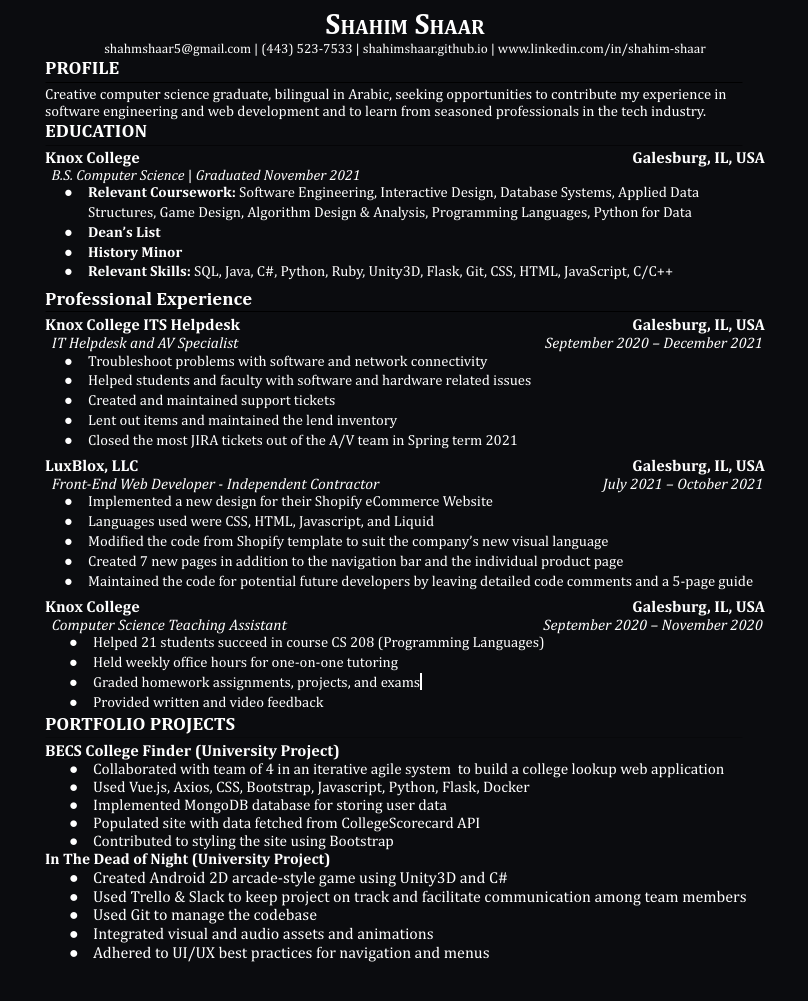 Shahim Shaar
shahmshaar5@gmail.com | (443) 523-7533 | shahimshaar.github.io | www.linkedin.com/in/shahim-shaar
PROFILE
Creative computer science graduate, bilingual in Arabic, seeking opportunities to contribute my experience in
software engineering and web development and to learn from seasoned professionals in the tech industry.
EDUCATION
Knox College Galesburg, IL, USA
B.S. Computer Science | Graduated November 2021
● Relevant Coursework: Software Engineering, Interactive Design, Database Systems, Applied Data
Structures, Game Design, Algorithm Design & Analysis, Programming Languages, Python for Data
● Dean’s List
● History Minor
● Relevant Skills: SQL, Java, C#, Python, Ruby, Unity3D, Flask, Git, CSS, HTML, JavaScript, C/C++
Professional Experience
Knox College ITS Helpdesk Galesburg, IL, USA
IT Helpdesk and AV Specialist September 2020 – December 2021
● Troubleshoot problems with software and network connectivity
● Helped students and faculty with software and hardware related issues
● Created and maintained support tickets
● Lent out items and maintained the lend inventory
● Closed the most JIRA tickets out of the A/V team in Spring term 2021
LuxBlox, LLC Galesburg, IL, USA
Front-End Web Developer - Independent Contractor July 2021 – October 2021
● Implemented a new design for their Shopify eCommerce Website
● Languages used were CSS, HTML, Javascript, and Liquid
● Modified the code from Shopify template to suit the company’s new visual language
● Created 7 new pages in addition to the navigation bar and the individual product page
● Maintained the code for potential future developers by leaving detailed code comments and a 5-page guide
Knox College Galesburg, IL, USA
Computer Science Teaching Assistant September 2020 – November 2020
● Helped 21 students succeed in course CS 208 (Programming Languages)
● Held weekly office hours for one-on-one tutoring
● Graded homework assignments, projects, and exams
● Provided written and video feedback
PORTFOLIO PROJECTS
BECS College Finder (University Project)
● Collaborated with team of 4 in an iterative agile system to build a college lookup web application
● Used Vue.js, Axios, CSS, Bootstrap, Javascript, Python, Flask, Docker
● Implemented MongoDB database for storing user data
● Populated site with data fetched from CollegeScorecard API
● Contributed to styling the site using Bootstrap
In The Dead of Night (University Project)
● Created Android 2D arcade-style game using Unity3D and C#
● Used Trello & Slack to keep project on track and facilitate communication among team members
● Used Git to manage the codebase
● Integrated visual and audio assets and animations
● Adhered to UI/UX best practices for navigation and menus